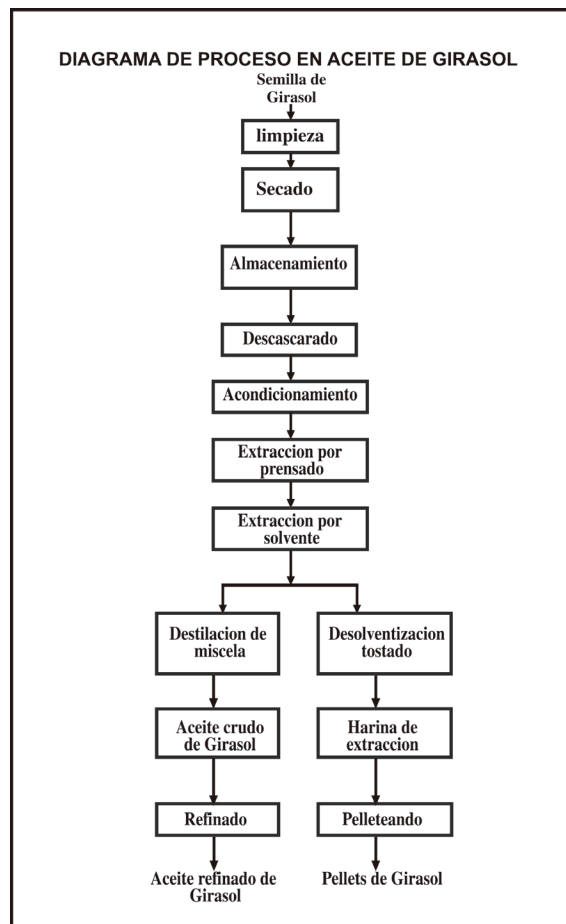 DIAGRAMA DE PROCESO EN ACEITE DE GIRASOL
Semilla de
Girasol
limpieza
Secado
Almacenamiento
Descascarado
Acondicionamiento
Extraccion por
prensado
Extraccion por
solvente
Destilacion de
miscela
Desolventizacion
tostado
Aceite crudo
de Girasol
Harina de
extraccion
Refinado
Pelleteando
Aceite refinado de
Girasol
Pellets de Girasol